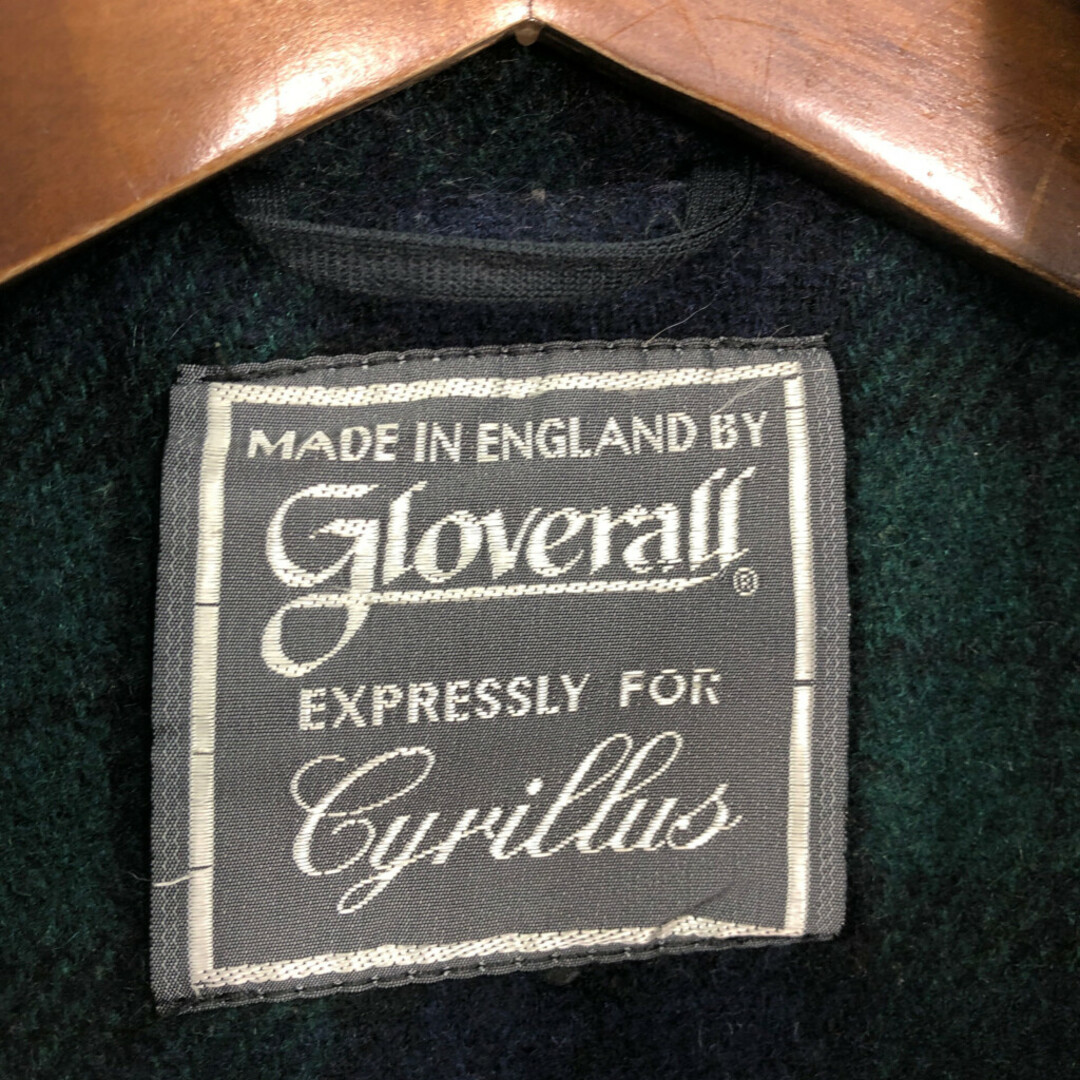 MADE IN ENGLAND BY
Gloverall®
EXPRESSLY FOR
Cyrillus